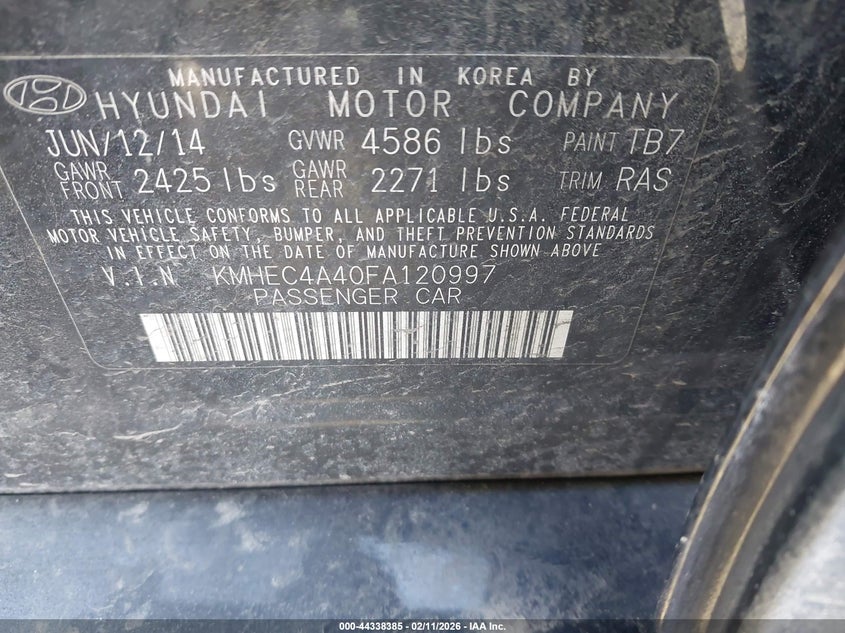 MANUFACTURED IN KOREA BY
HYUNDAI MOTOR COMPANY
JUN/12/14 GVWR 4586 lbs PAINT TB7
GAWR FRONT 2425 lbs GAWR REAR 2271 lbs TRIM RAS
THIS VEHICLE CONFORMS TO ALL APPLICABLE U.S.A. FEDERAL
MOTOR VEHICLE SAFETY, BUMPER, AND THEFT PREVENTION STANDARDS
IN EFFECT ON THE DATE OF MANUFACTURE SHOWN ABOVE
V.I.N KMHEC4A40FA120997
PASSENGER CAR
000-44338385 - 02/11/2026 - IAA Inc.